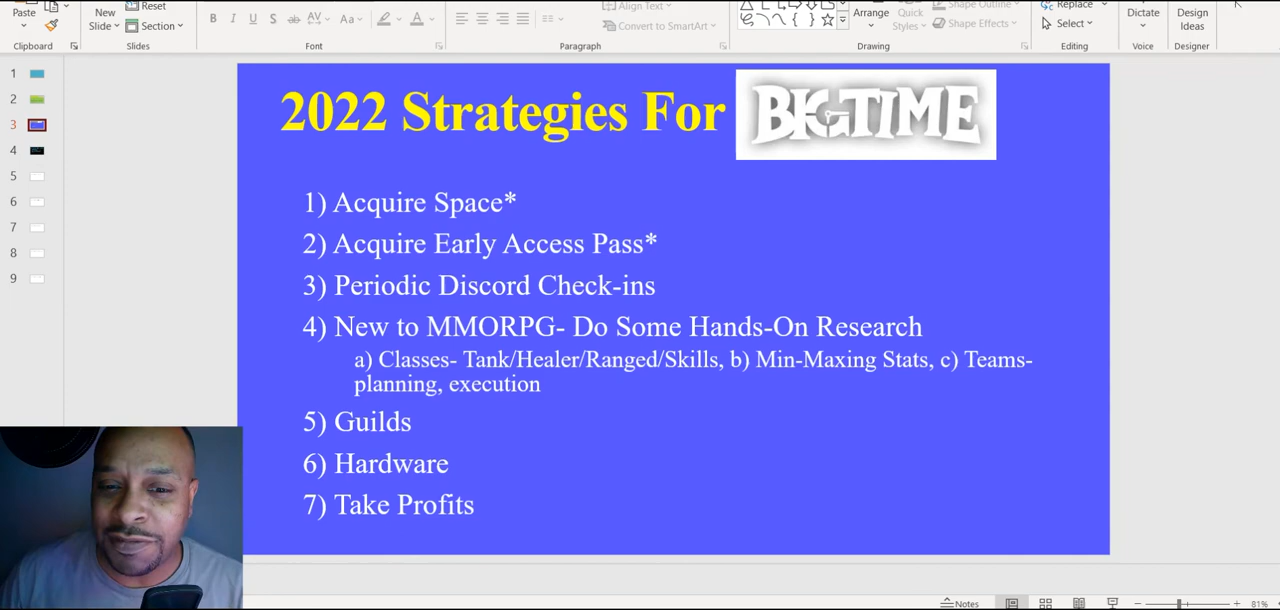 Paste
New
Slide
Reset
Section
B I U S ab AV Aa A
Align Text
Convert to SmartArt
Arrange
Quick
Styles
Shape Outline
Shape Effects
Replace
Select
Dictate
Design
Ideas
Clipboard
Slides
Font
Paragraph
Drawing
Editing
Voice
Designer
1
2
3
4
5
6
7
8
9
2022 Strategies For BIGTIME
1) Acquire Space*
2) Acquire Early Access Pass*
3) Periodic Discord Check-ins
4) New to MMORPG- Do Some Hands-On Research
a) Classes- Tank/Healer/Ranged/Skills, b) Min-Maxing Stats, c) Teams-
planning, execution
5) Guilds
6) Hardware
7) Take Profits
Notes
81%